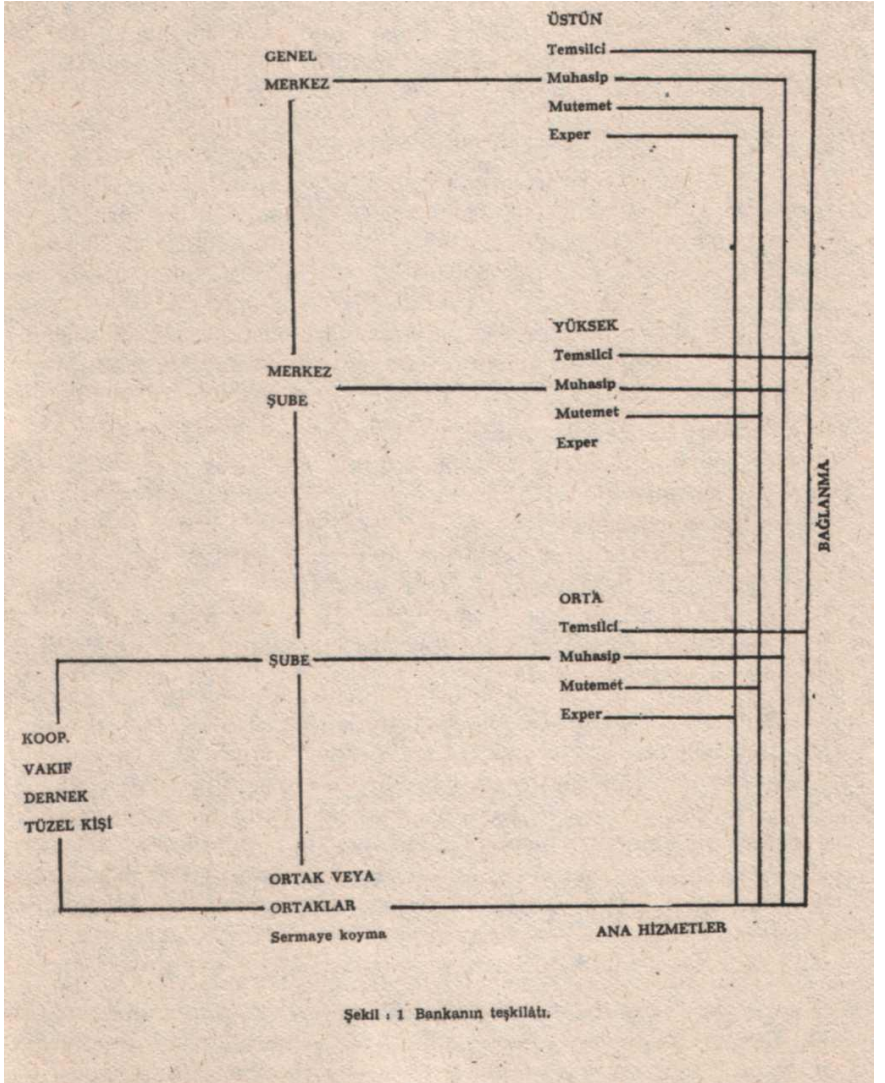 ÜSTÜN
GENEL
MERKEZ
Temsilci
Muhasip
Mutemet
Exper
YÜKSEK
MERKEZ
ŞUBE
Temsilci
Muhasip
Mutemet
Exper
BAĞLANMA
ORTA
ŞUBE
Temsilci
Muhasip
Mutemet
Exper
KOOP.
VAKIF
DERNEK
TÜZEL KİŞİ
ORTAK VEYA
ORTAKLAR
Sermaye koyma
ANA HİZMETLER
Şekil : 1 Bankanın teşkilâtı.